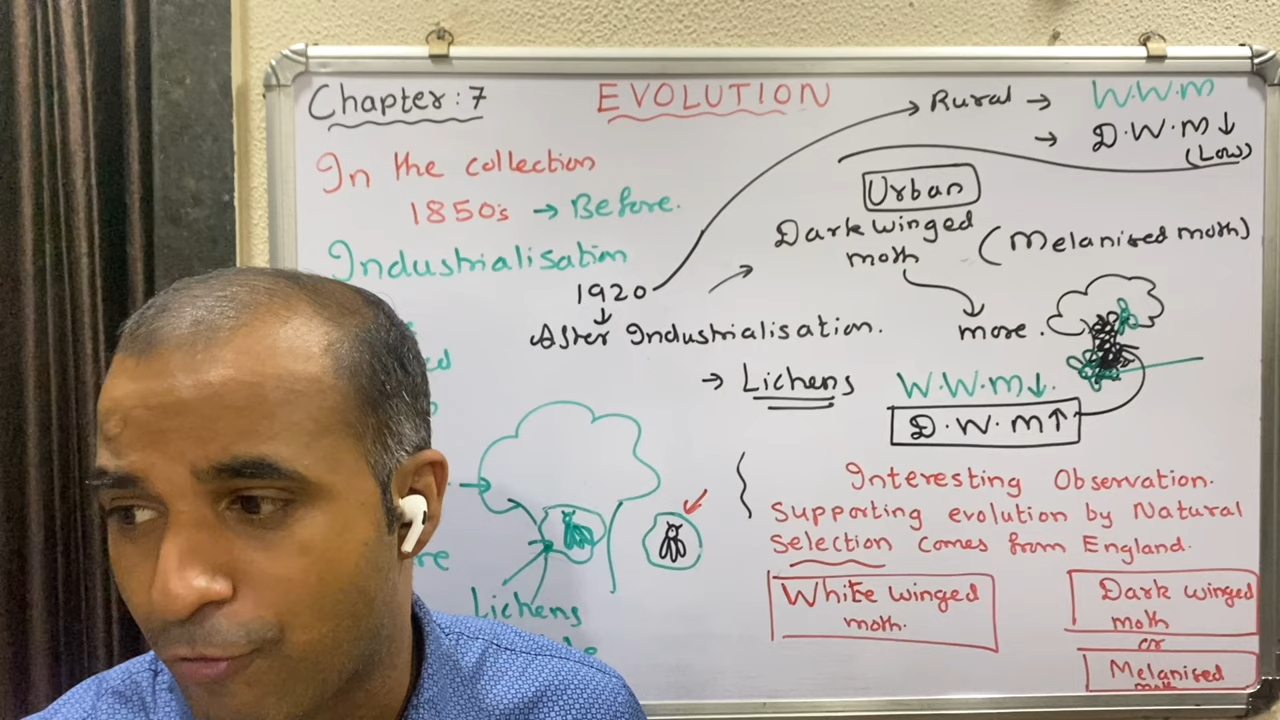 Chapter: 7
EVOLUTION
In the collection
1850's → Before.
Industrialisation
1920
↓
After Industrialisation.
→ Rural → W.W.M
→ D.W.M↓
(Low)
Urban
Dark winged
moth
(Melanised moth)
more.
→ Lichens
W.W.M↓.
D.W.M↑
Lichens
Interesting Observation.
Supporting evolution by Natural
Selection comes from England.
White winged
moth.
Dark winged
moth
or
Melanised
moth